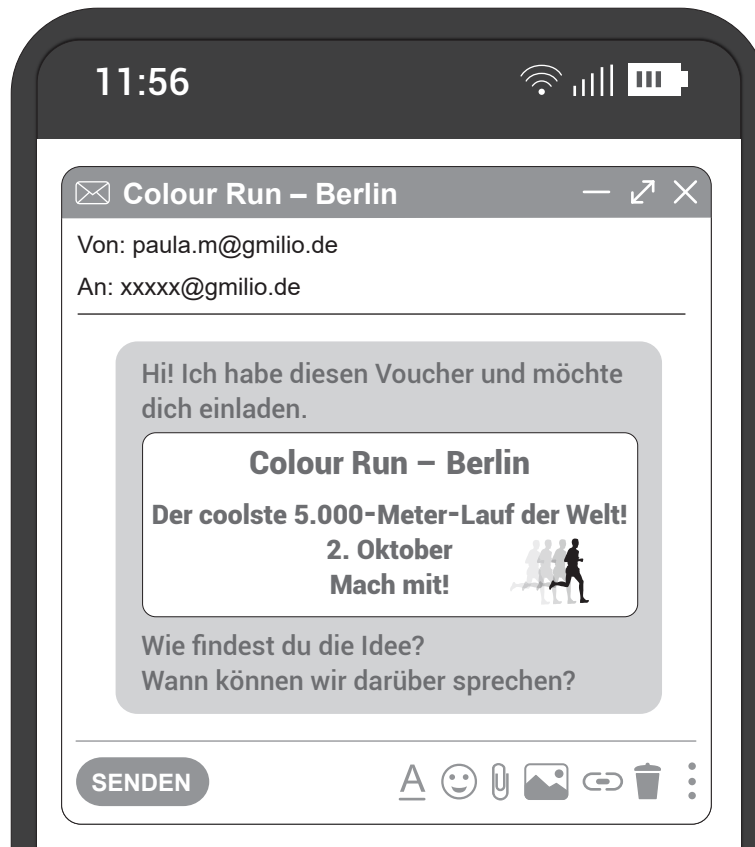 11:56
Colour Run – Berlin
Von: paula.m@gmilio.de
An: xxxxx@gmilio.de
Hi! Ich habe diesen Voucher und möchte
dich einladen.
Colour Run – Berlin
Der coolste 5.000-Meter-Lauf der Welt!
2. Oktober
Mach mit!
Wie findest du die Idee?
Wann können wir darüber sprechen?
SENDEN
A